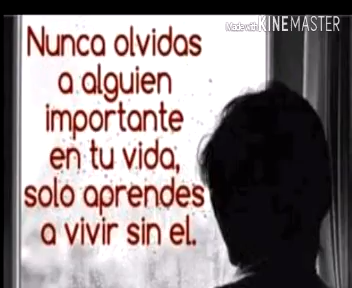 Made with KINEMASTER
Nunca olvidas
a alguien
importante
en tu vida,
solo aprendes
a vivir sin el.